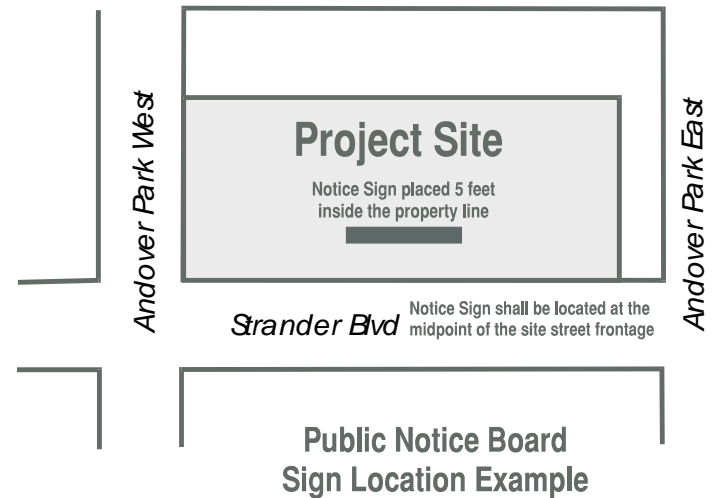 Andover Park West
Project Site
Notice Sign placed 5 feet
inside the property line
Andover Park East
Strander Blvd
Notice Sign shall be located at the
midpoint of the site street frontage
Public Notice Board
Sign Location Example